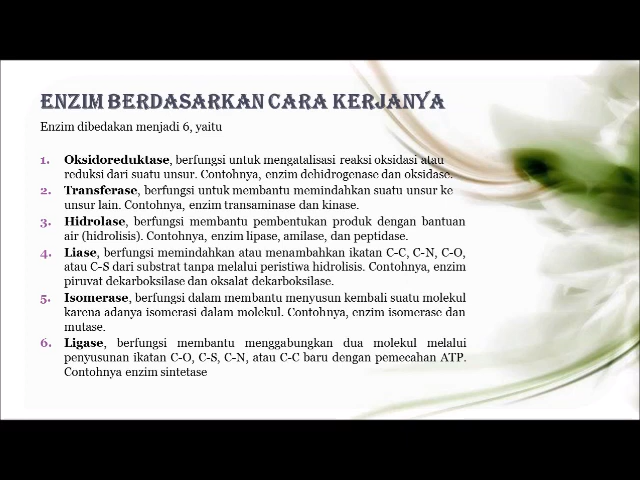 ENZIM BERDASARKAN CARA KERJANYA
Enzim dibedakan menjadi 6, yaitu
1. Oksidoreduktase, berfungsi untuk mengatalisasi reaksi oksidasi atau
reduksi dari suatu unsur. Contohnya, enzim dehidrogenase dan oksidase.
2. Transferase, berfungsi untuk membantu memindahkan suatu unsur ke
unsur lain. Contohnya, enzim transaminase dan kinase.
3. Hidrolase, berfungsi membantu pembentukan produk dengan bantuan
air (hidrolisis). Contohnya, enzim lipase, amilase, dan peptidase.
4. Liase, berfungsi memindahkan atau menambahkan ikatan C-C, C-N, C-O,
atau C-S dari substrat tanpa melalui peristiwa hidrolisis. Contohnya, enzim
piruvat dekarboksilase dan oksalat dekarboksilase.
5. Isomerase, berfungsi dalam membantu menyusun kembali suatu molekul
karena adanya isomerasi dalam molekul. Contohnya, enzim isomerase dan
mutase.
6. Ligase, berfungsi membantu menggabungkan dua molekul melalui
penyusunan ikatan C-O, C-S, C-N, atau C-C baru dengan pemecahan ATP.
Contohnya enzim sintetase